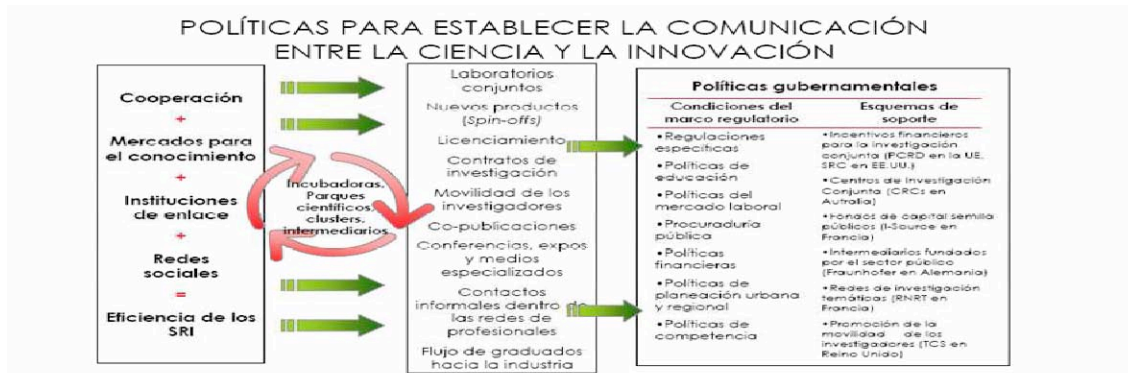 POLÍTICAS PARA ESTABLECER LA COMUNICACIÓN
ENTRE LA CIENCIA Y LA INNOVACIÓN
Cooperación
+
Mercados para
el conocimiento
+
Instituciones
de enlace
+
Redes
sociales
=
Eficiencia de los
SRI
Incubadoras,
Parques
científicos,
clusters,
intermediarios
Laboratorios
conjuntos
Nuevos productos
(Spin-offs)
Licenciamiento
Contratos de
investigación
Movilidad de los
investigadores
Co-publicaciones
Conferencias, expos
y medios
especializados
Contactos
informales dentro de
las redes de
profesionales
Flujo de graduados
hacia la industria
Políticas gubernamentales
Condiciones del
marco regulatorio
•Regulaciones
específicas
•Políticas de
educación
•Políticas del
mercado laboral
•Procuraduría
pública
•Políticas
financieras
•Políticas de
planeación urbana
y regional
•Políticas de
competencia
Esquemas de
soporte
•Incentivos financieros
para la investigación
conjunta (PCRD en la UE,
SRC en EE.UU.)
•Centros de Investigación
Conjunta (CRCs en
Autralia)
•Fondos de capital semilla
públicos (I-Source en
Francia)
•Intermediarios fundados
por el sector público
(Fraunhofer en Alemania)
•Redes de investigación
temáticas (RNRT en
Francia)
•Promoción de la
movilidad de los
investigadores (TCS en
Reino Unido)